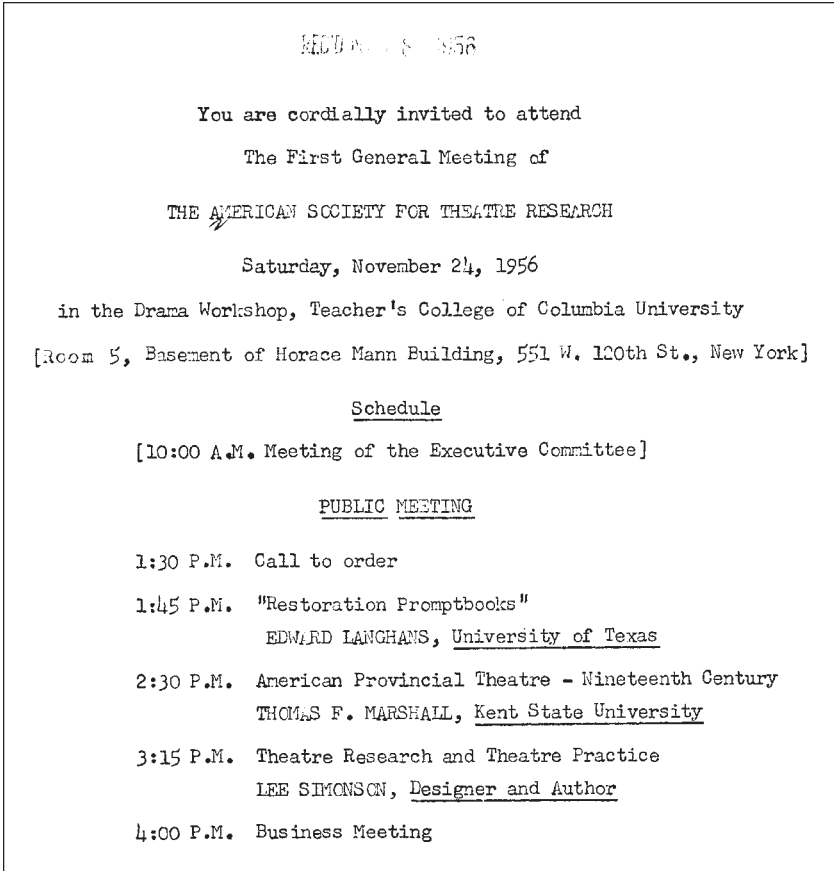 REC'D 8 1956
You are cordially invited to attend
The First General Meeting of
THE AMERICAN SOCIETY FOR THEATRE RESEARCH
Saturday, November 24, 1956
in the Drama Workshop, Teacher's College of Columbia University
[Room 5, Basement of Horace Mann Building, 551 W. 120th St., New York]
Schedule
[10:00 A.M. Meeting of the Executive Committee]
PUBLIC MEETING
1:30 P.M. Call to order
1:45 P.M. "Restoration Promptbooks"
EDWARD LANGHANS, University of Texas
2:30 P.M. American Provincial Theatre - Nineteenth Century
THOMAS F. MARSHALL, Kent State University
3:15 P.M. Theatre Research and Theatre Practice
LEE SIMONSON, Designer and Author
4:00 P.M. Business Meeting